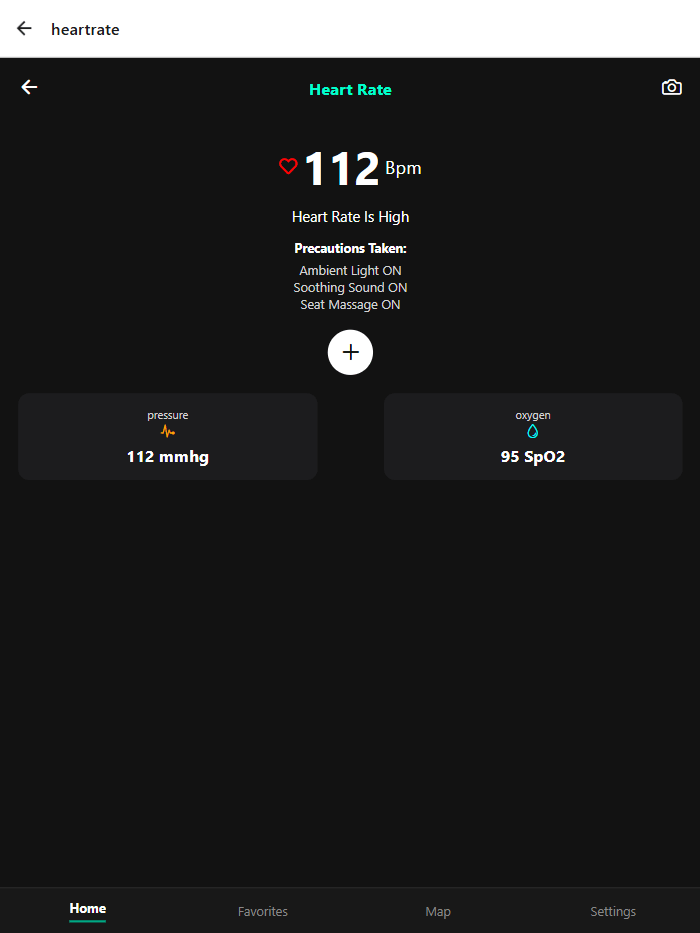 heartrate
Heart Rate
112 Bpm
Heart Rate Is High
Precautions Taken:
Ambient Light ON
Soothing Sound ON
Seat Massage ON
pressure
112 mmhg
oxygen
95 SpO2
Home
Favorites
Map
Settings